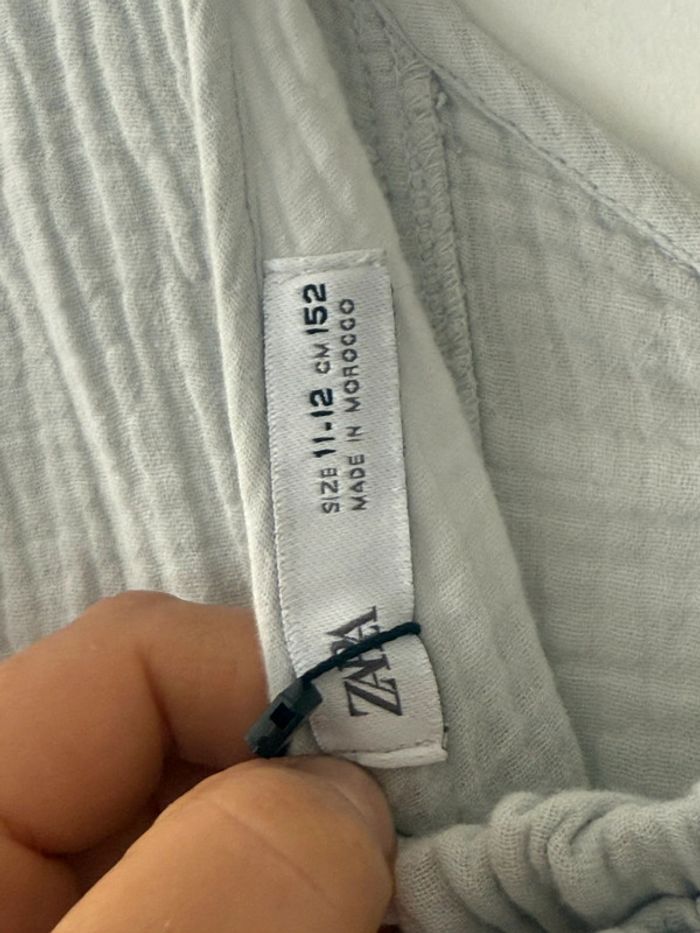 ZARA
SIZE 11-12 CM 152
MADE IN MOROCCO